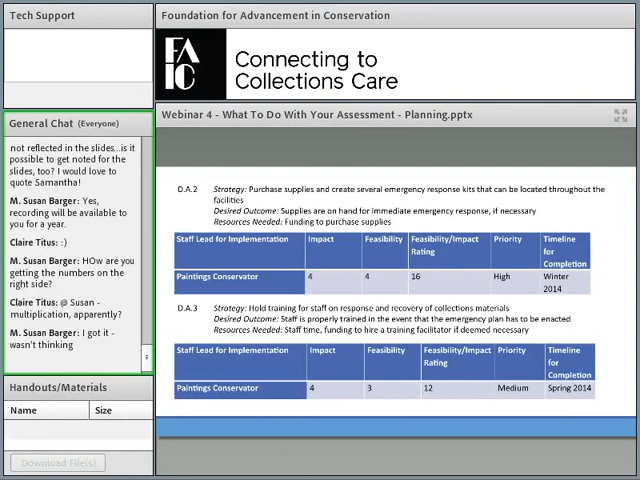 Tech Support
Foundation for Advancement in Conservation
FA
IC
Connecting to
Collections Care
General Chat (Everyone)
not reflected in the slides...is it
possible to get noted for the
slides, too? I would love to
quote Samantha!
M. Susan Barger: Yes,
recording will be available to
you for a year.
Claire Titus: :)
M. Susan Barger: HOw are you
getting the numbers on the
right side?
Claire Titus: @ Susan -
multiplication, apparently?
M. Susan Barger: I got it -
wasn't thinking
Handouts/Materials
Name Size
Download File(s)
Webinar 4 - What To Do With Your Assessment - Planning.pptx
D.A.2 Strategy: Purchase supplies and create several emergency response kits that can be located throughout the
facilities
Desired Outcome: Supplies are on hand for immediate emergency response, if necessary
Resources Needed: Funding to purchase supplies
Staff Lead for Implementation Impact Feasibility Feasibility/Impact Rating Priority Timeline for Completion
Paintings Conservator 4 4 16 High Winter 2014
D.A.3 Strategy: Hold training for staff on response and recovery of collections materials
Desired Outcome: Staff is properly trained in the event that the emergency plan has to be enacted
Resources Needed: Staff time, funding to hire a training facilitator if deemed necessary
Staff Lead for Implementation Impact Feasibility Feasibility/Impact Rating Priority Timeline for Completion
Paintings Conservator 4 3 12 Medium Spring 2014